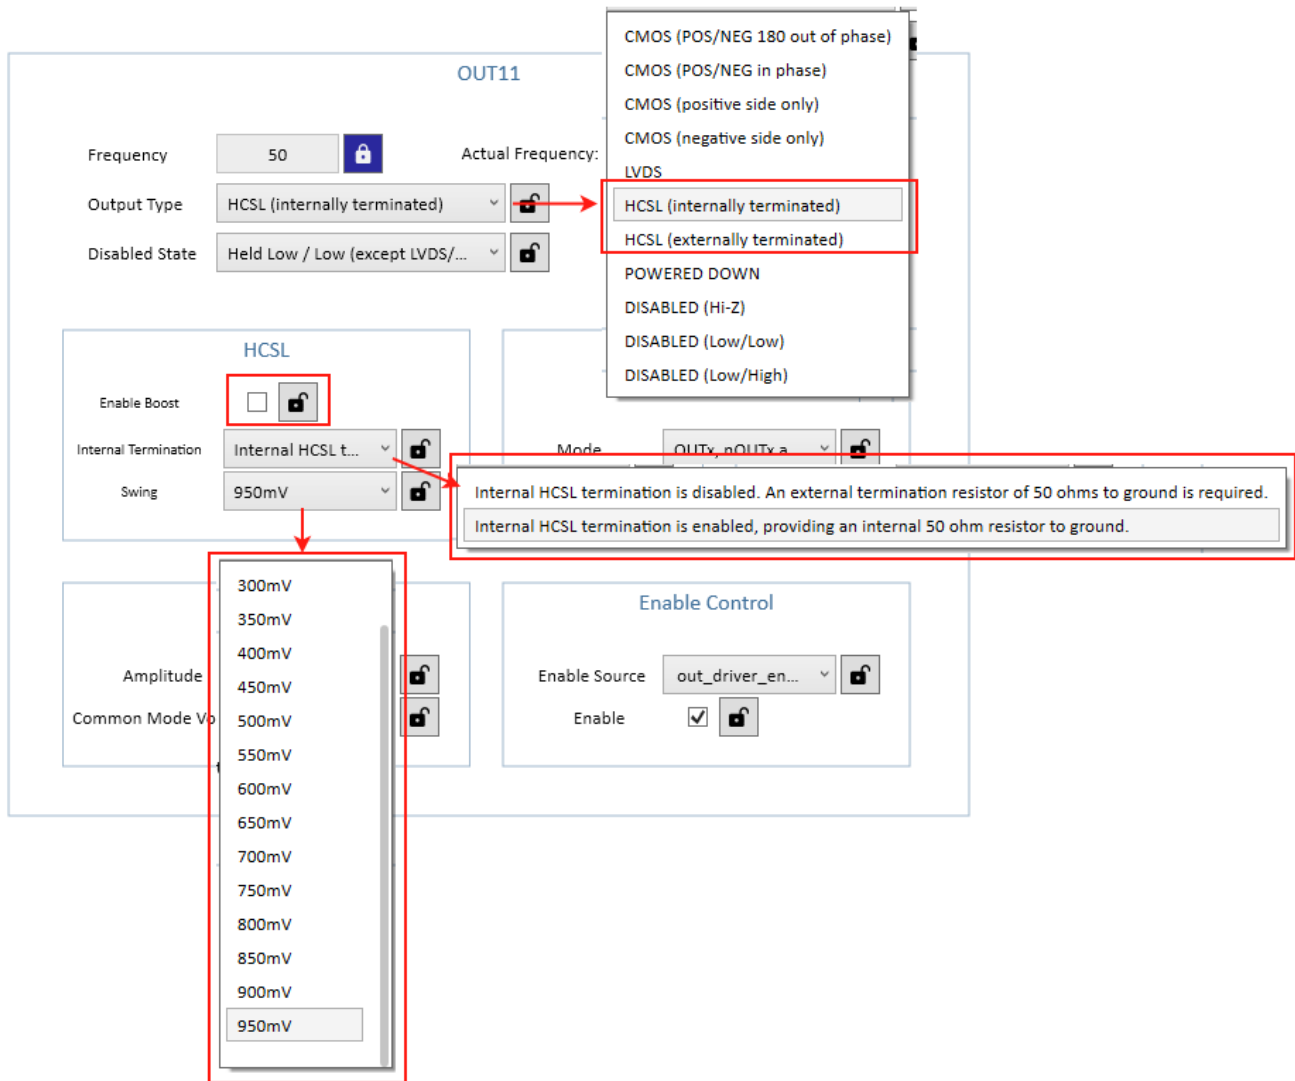 CMOS (POS/NEG 180 out of phase)
CMOS (POS/NEG in phase)
CMOS (positive side only)
CMOS (negative side only)
LVDS
HCSL (internally terminated)
HCSL (externally terminated)
POWERED DOWN
DISABLED (Hi-Z)
DISABLED (Low/Low)
DISABLED (Low/High)
OUT11
Frequency 50 Actual Frequency:
Output Type HCSL (internally terminated)
Disabled State Held Low / Low (except LVDS/...
HCSL
Enable Boost
Internal Termination Internal HCSL t...
Swing 950mV
Mode OUTx, nOUTx a
Internal HCSL termination is disabled. An external termination resistor of 50 ohms to ground is required.
Internal HCSL termination is enabled, providing an internal 50 ohm resistor to ground.
300mV
350mV
400mV
450mV
500mV
550mV
600mV
650mV
700mV
750mV
800mV
850mV
900mV
950mV
Amplitude
Common Mode Vo
Enable Control
Enable Source out_driver_en...
Enable